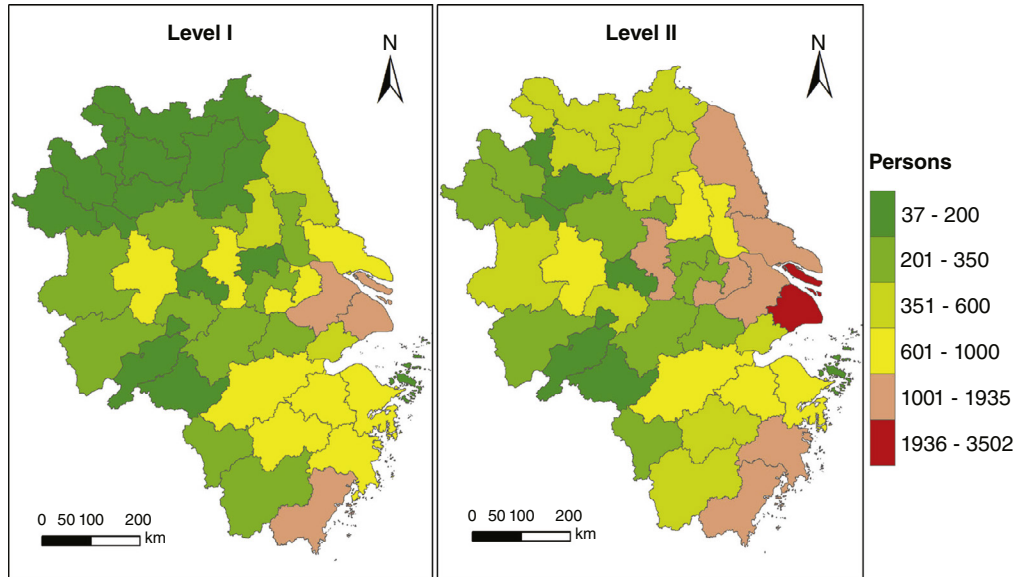 Level I
N
0 50 100 200
km
Level II
N
0 50 100 200
km
Persons
37 - 200
201 - 350
351 - 600
601 - 1000
1001 - 1935
1936 - 3502